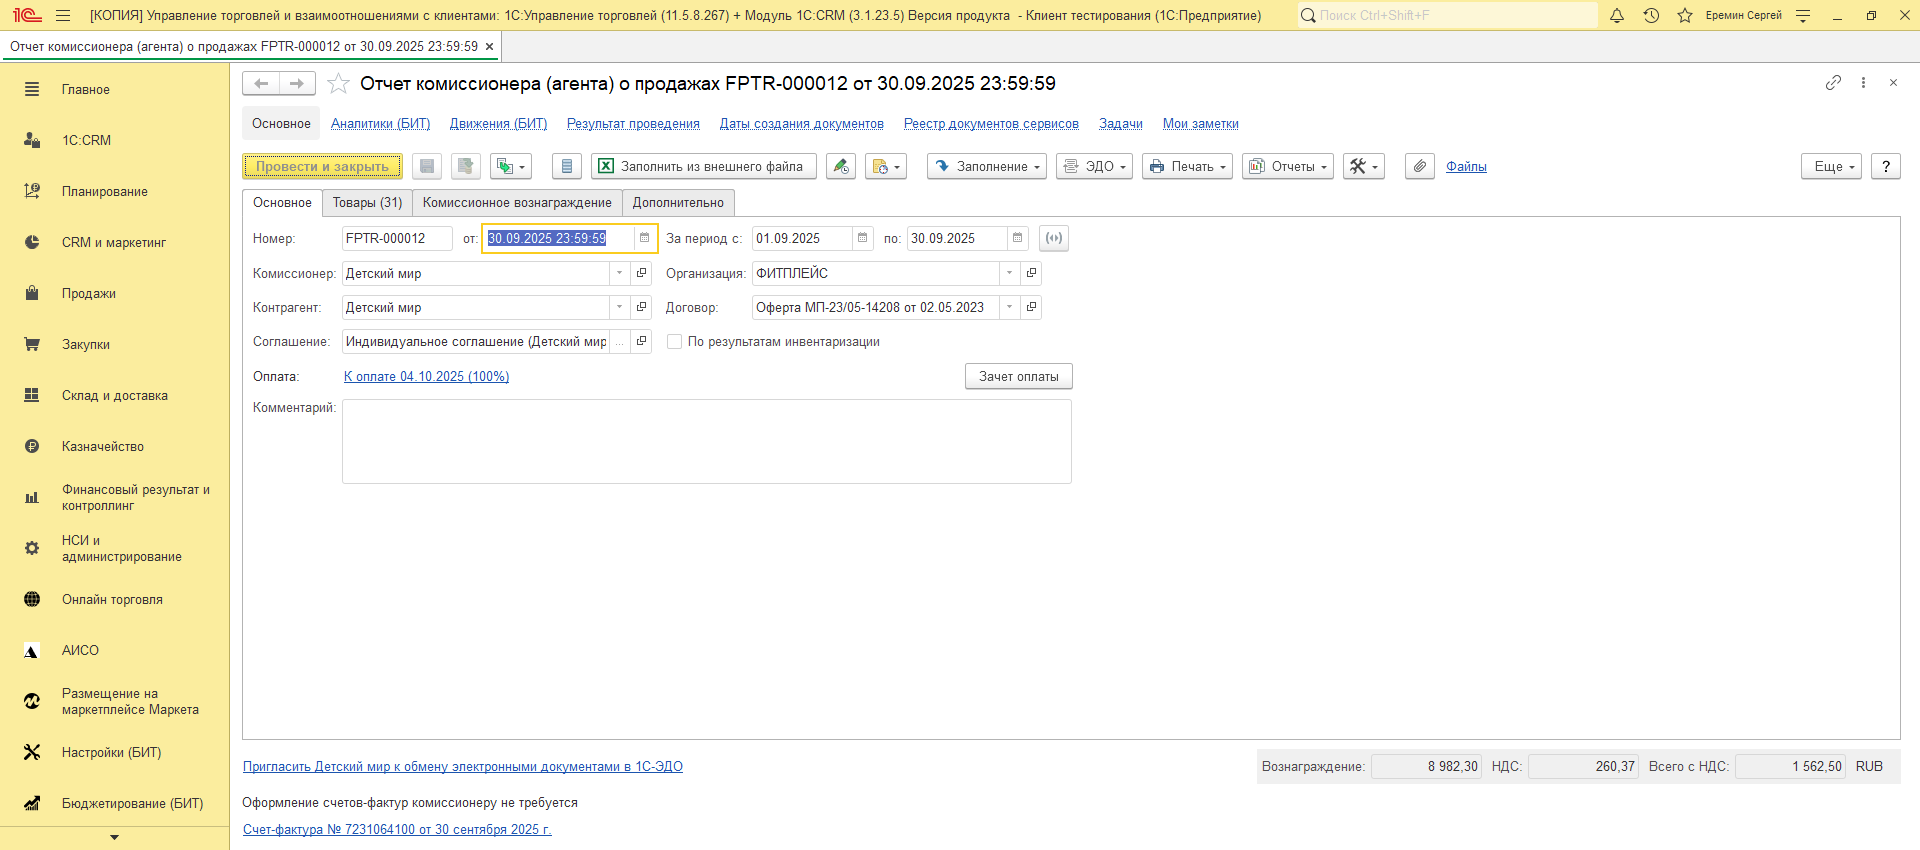 [КОПИЯ] Управление торговлей и взаимоотношениями с клиентами: 1С:Управление торговлей (11.5.8.267) + Модуль 1С:CRM (3.1.23.5) Версия продукта - Клиент тестирования (1С:Предприятие)
Поиск Ctrl+Shift+F
Еремин Сергей
Отчет комиссионера (агента) о продажах FPTR-000012 от 30.09.2025 23:59:59 ×
Главное
1С:CRM
Планирование
CRM и маркетинг
Продажи
Закупки
Склад и доставка
Казначейство
Финансовый результат и
контроллинг
НСИ и
администрирование
Онлайн торговля
АИСО
Размещение на
маркетплейсе Маркета
Настройки (БИТ)
Бюджетирование (БИТ)
Отчет комиссионера (агента) о продажах FPTR-000012 от 30.09.2025 23:59:59
Основное Аналитики (БИТ) Движения (БИТ) Результат проведения Даты создания документов Реестр документов сервисов Задачи Мои заметки
Провести и закрыть Заполнить из внешнего файла Заполнение ЭДО Печать Отчеты Файлы Еще ?
Основное Товары (31) Комиссионное вознаграждение Дополнительно
Номер: FPTR-000012 от: 30.09.2025 23:59:59 За период с: 01.09.2025 по: 30.09.2025
Комиссионер: Детский мир Организация: ФИТПЛЕЙС
Контрагент: Детский мир Договор: Оферта МП-23/05-14208 от 02.05.2023
Соглашение: Индивидуальное соглашение (Детский мир ... По результатам инвентаризации
Оплата: К оплате 04.10.2025 (100%) Зачет оплаты
Комментарий:
Пригласить Детский мир к обмену электронными документами в 1С-ЭДО
Вознаграждение: 8 982,30 НДС: 260,37 Всего с НДС: 1 562,50 RUB
Оформление счетов-фактур комиссионеру не требуется
Счет-фактура № 7231064100 от 30 сентября 2025 г.